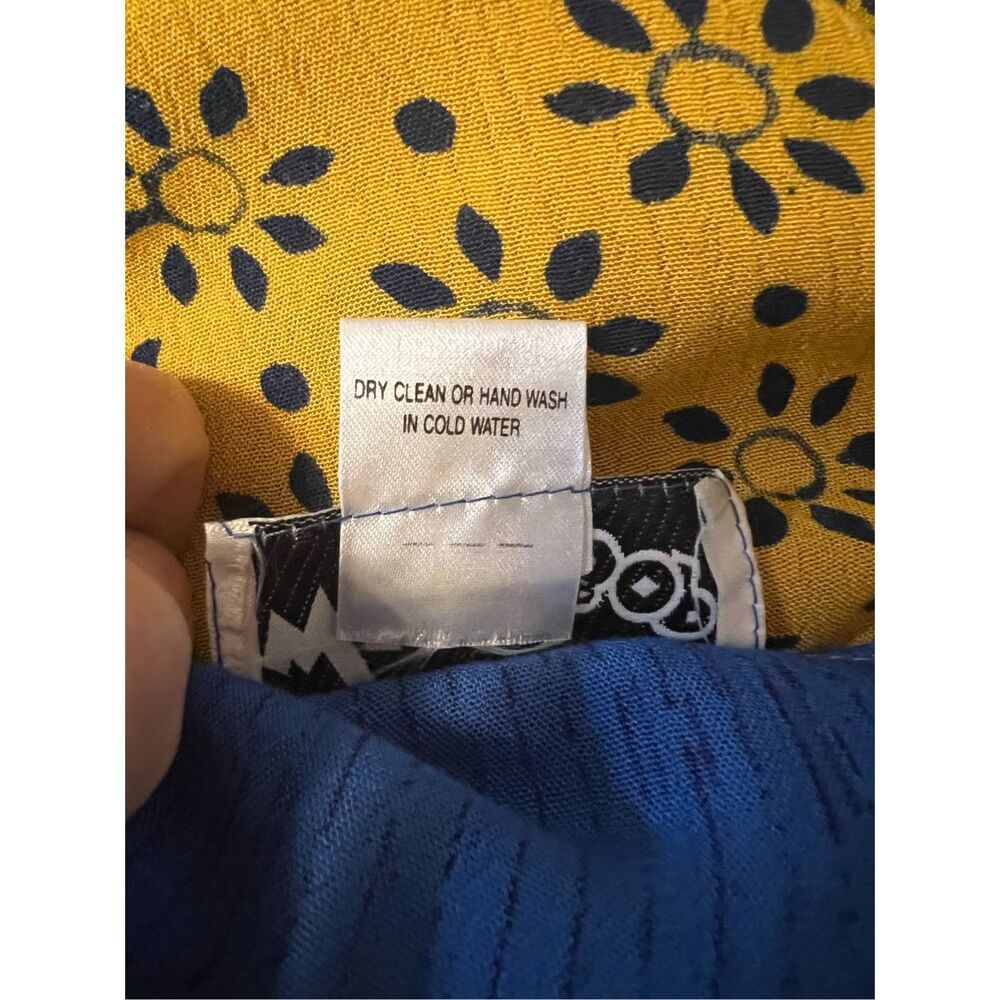 DRY CLEAN OR HAND WASH
IN COLD WATER